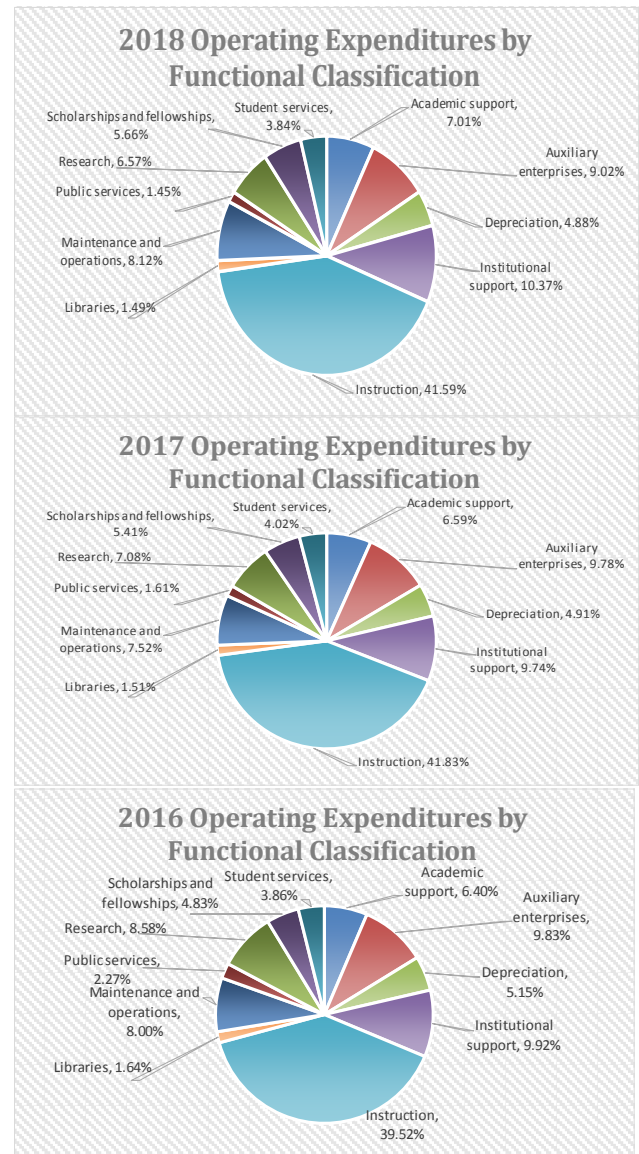 2018 Operating Expenditures by
Functional Classification
Student services,
3.84%
Academic support,
7.01%
Scholarships and fellowships,
5.66%
Auxiliary
enterprises, 9.02%
Research, 6.57%
Public services, 1.45%
Depreciation, 4.88%
Maintenance and
operations, 8.12%
Institutional
support, 10.37%
Libraries, 1.49%
Instruction, 41.59%
2017 Operating Expenditures by
Functional Classification
Student services,
4.02%
Academic support,
6.59%
Scholarships and fellowships,
5.41%
Auxiliary
enterprises, 9.78%
Research, 7.08%
Public services, 1.61%
Depreciation, 4.91%
Maintenance and
operations, 7.52%
Institutional
support, 9.74%
Libraries, 1.51%
Instruction, 41.83%
2016 Operating Expenditures by
Functional Classification
Student services,
3.86%
Academic
support, 6.40%
Scholarships and
fellowships, 4.83%
Auxiliary
enterprises,
9.83%
Research, 8.58%
Public services,
2.27%
Depreciation,
5.15%
Maintenance and
operations,
8.00%
Institutional
support, 9.92%
Libraries, 1.64%
Instruction,
39.52%